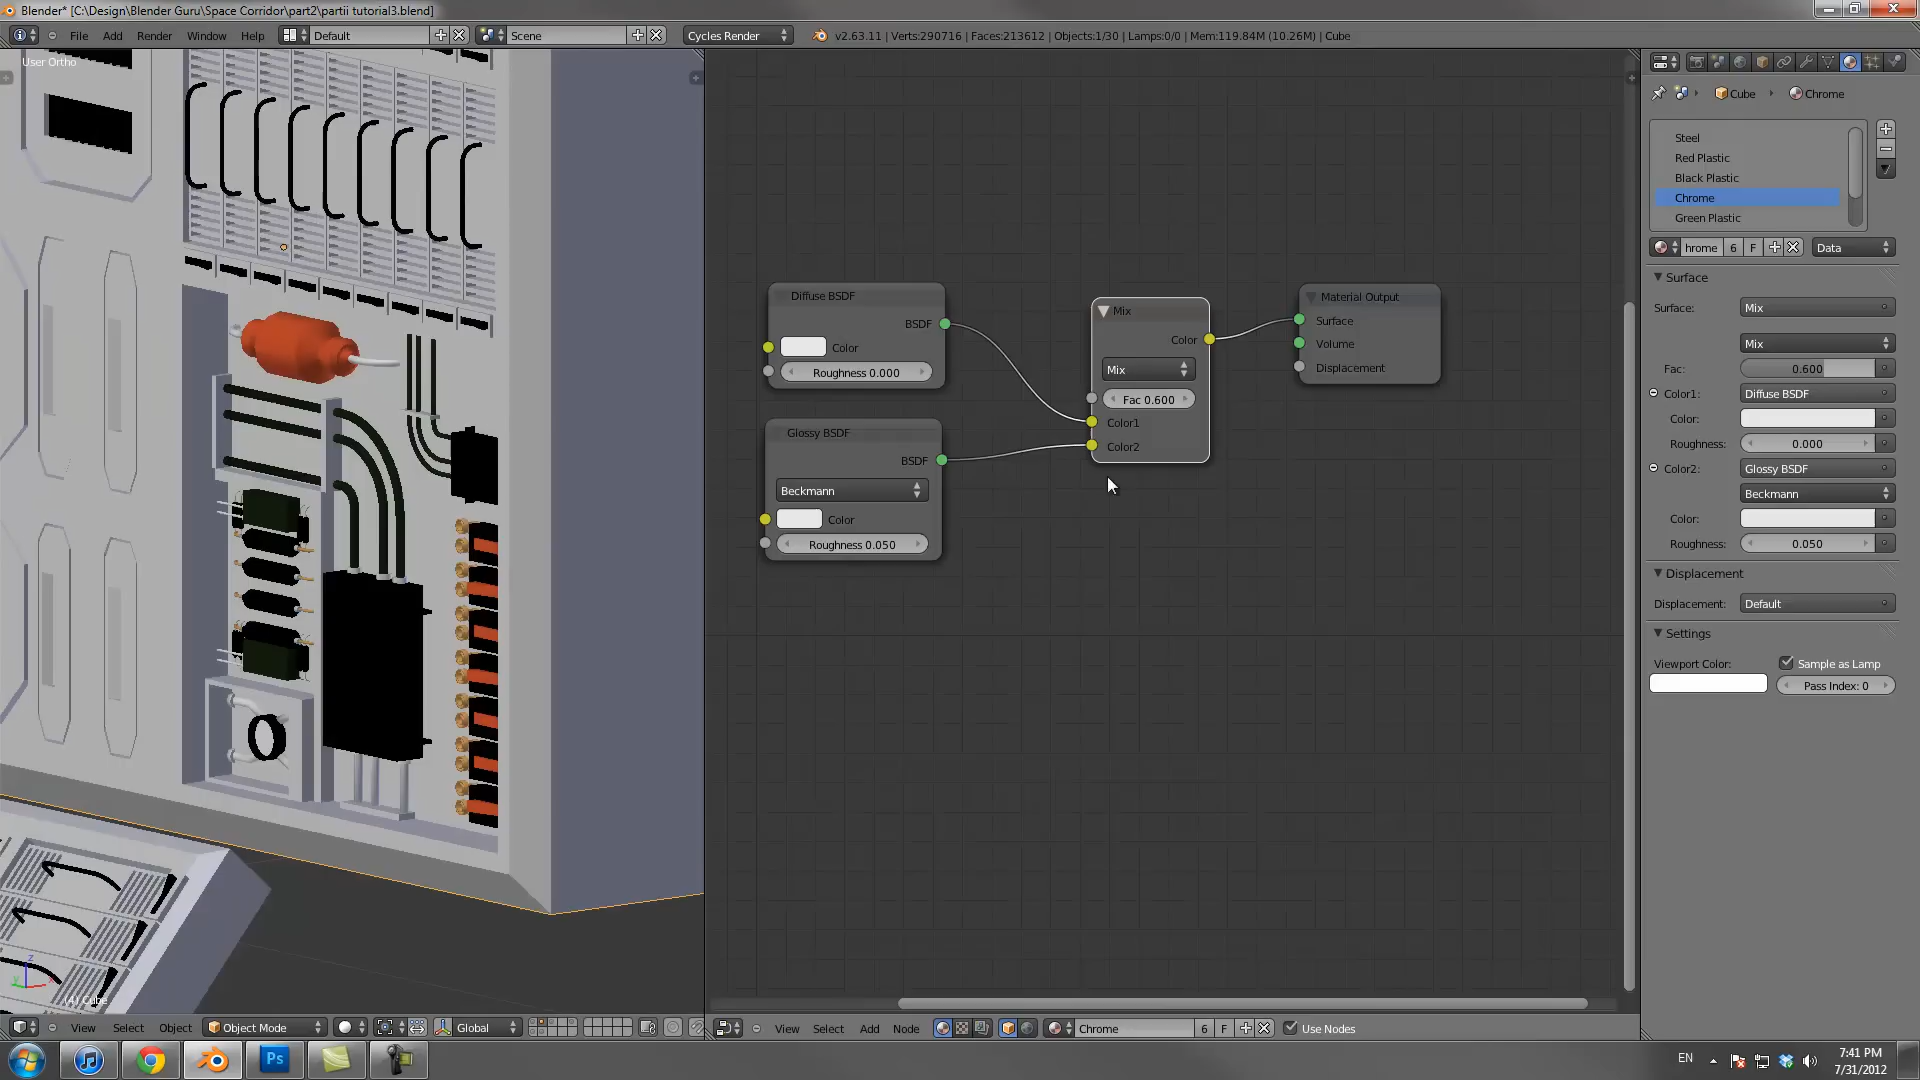 Blender* [C:\Design\Blender Guru\Space Corridor\part2\partii tutorial3.blend]
File Add Render Window Help Default Scene Cycles Render v2.63.11 | Verts:290716 | Faces:213612 | Objects:1/30 | Lamps:0/0 | Mem:119.84M (10.26M) | Cube
User Ortho
Cube Chrome
Steel
Red Plastic
Black Plastic
Chrome
Green Plastic
hrome 6 F Data
Surface
Surface: Mix
Mix
Fac: 0.600
Color1: Diffuse BSDF
Color:
Roughness: 0.000
Color2: Glossy BSDF
Beckmann
Color:
Roughness: 0.050
Displacement
Displacement: Default
Settings
Viewport Color: Sample as Lamp
Pass Index: 0
Diffuse BSDF
BSDF
Color
Roughness 0.000
Glossy BSDF
BSDF
Beckmann
Color
Roughness 0.050
Mix
Color
Mix
Fac 0.600
Color1
Color2
Material Output
Surface
Volume
Displacement
z
y
x
(4) Cube
View Select Object Object Mode Global
View Select Add Node Chrome 6 F Use Nodes
Ps
EN
7:41 PM
7/31/2012